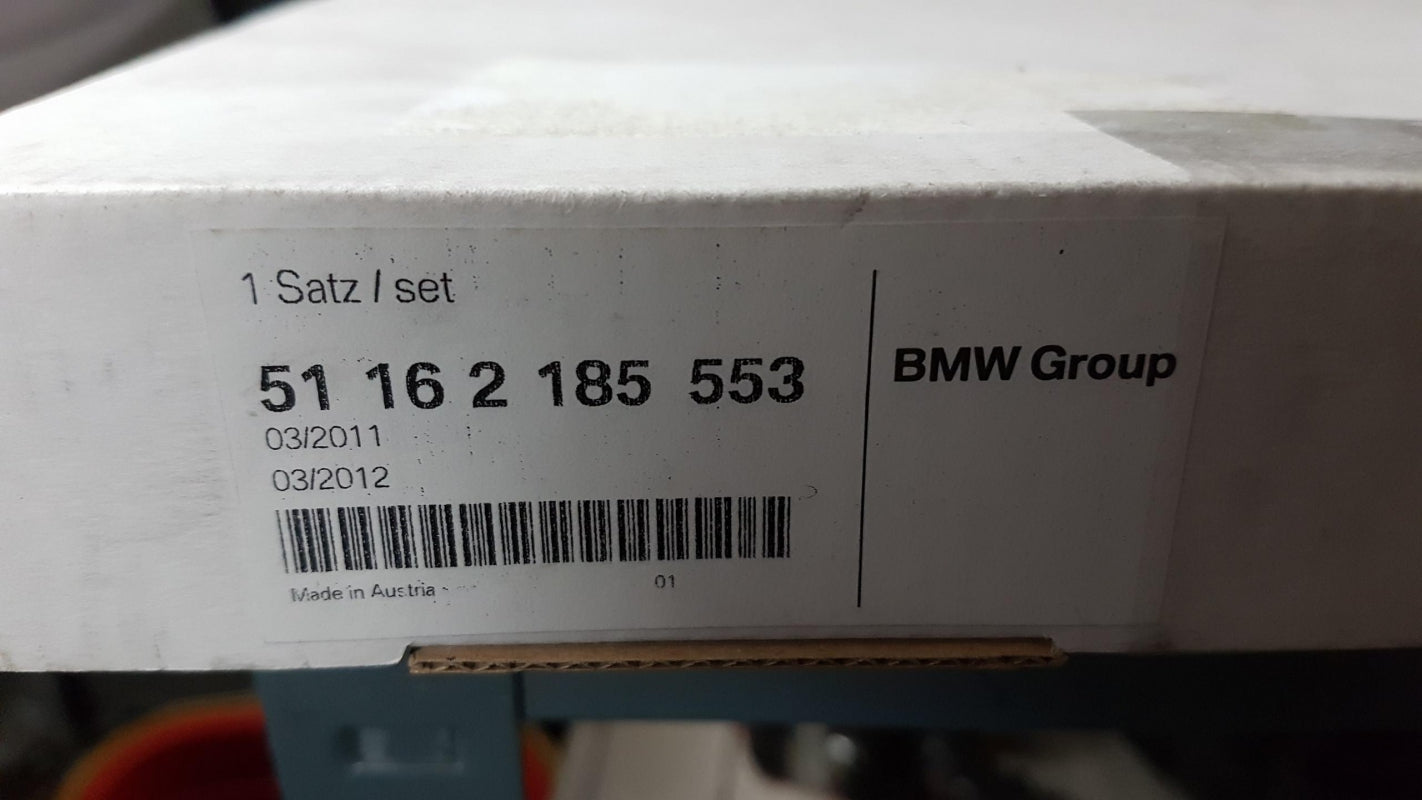 1 Satz / set
51 16 2 185 553
03/2011
03/2012
Made in Austria
01
BMW Group